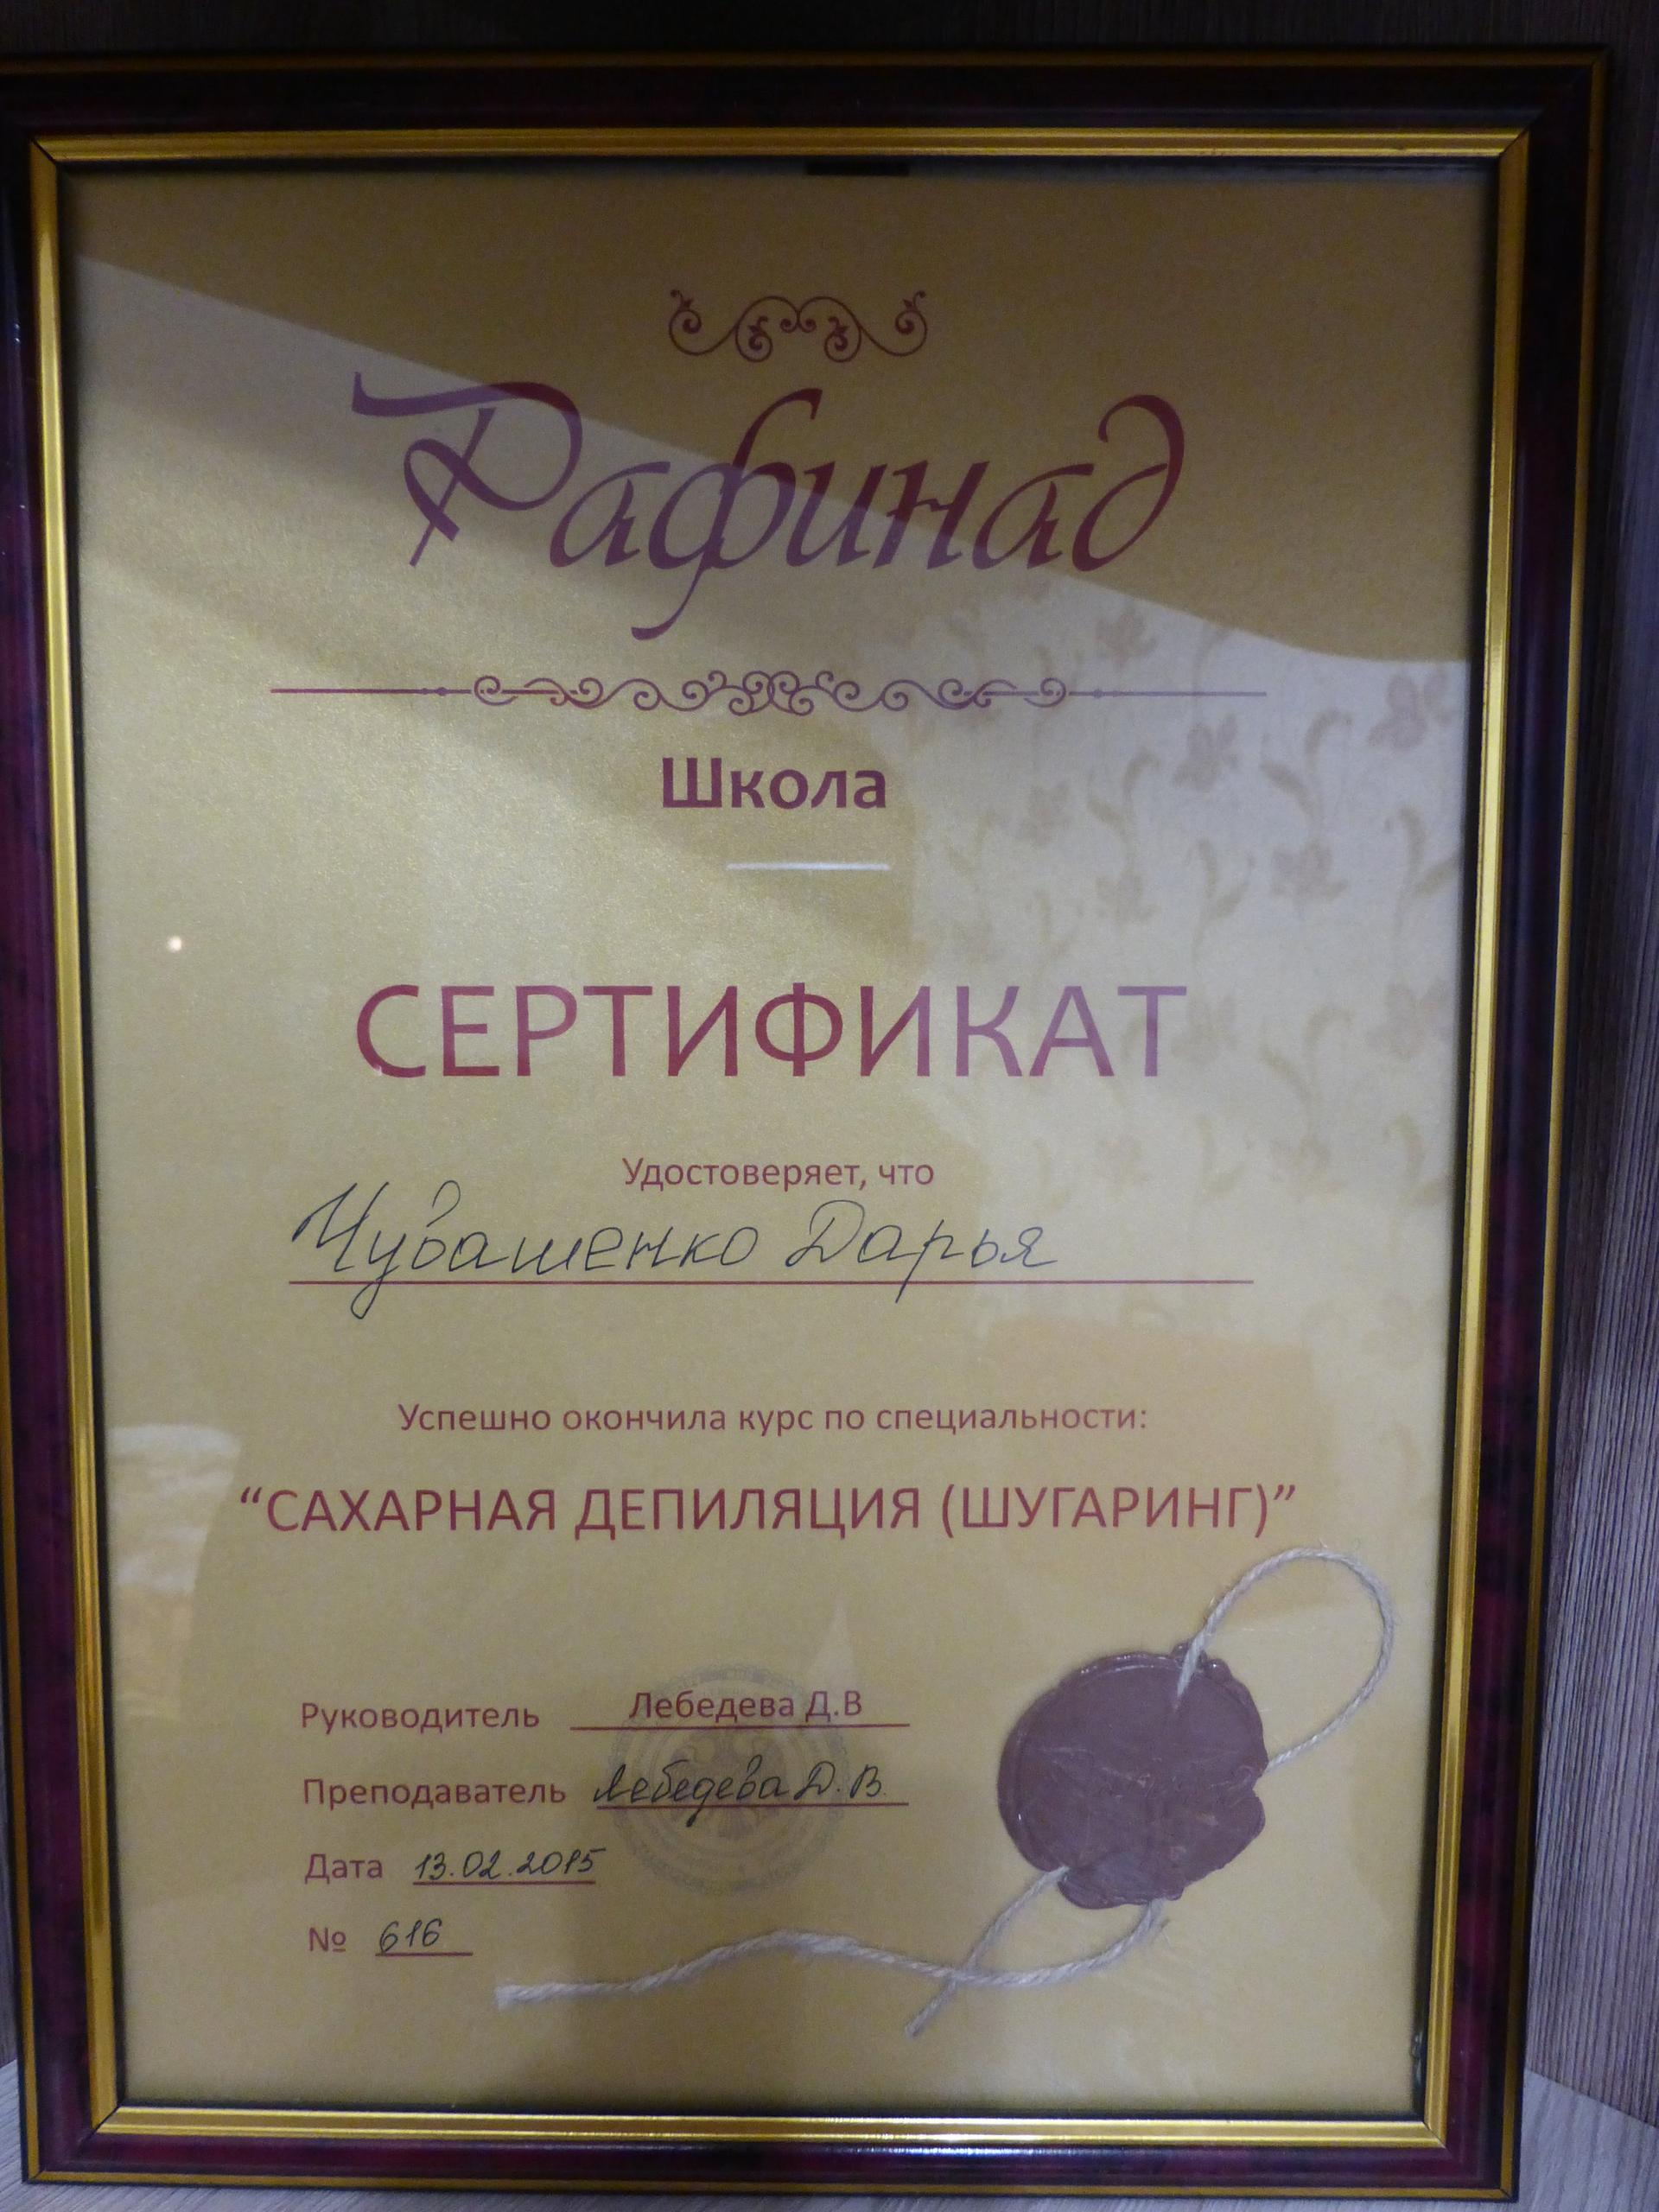 Рафинад
Школа
СЕРТИФИКАТ
Удостоверяет, что
Чувашенко Дарья
Успешно окончила курс по специальности:
“САХАРНАЯ ДЕПИЛЯЦИЯ (ШУГАРИНГ)”
Руководитель Лебедева Д.В
Преподаватель Лебедева Д.В.
Дата 13.02.2015
№ 616